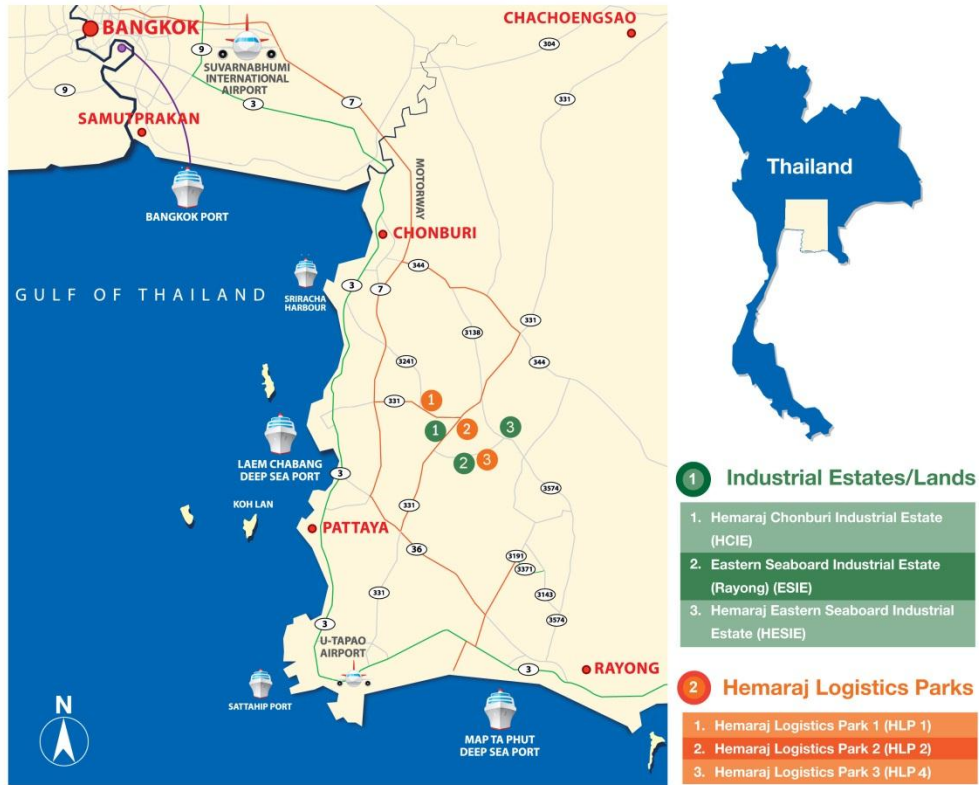 CHACHOENGSAO
BANGKOK
9
SUVARNABHUMI
INTERNATIONAL
AIRPORT
304
331
9
3
7
SAMUTPRAKAN
MOTORWAY
BANGKOK PORT
CHONBURI
344
GULF OF THAILAND
SRIRACHA
HARBOUR
3
7
331
3138
3241
344
331
1
1
2
3
2
3
LAEM CHABANG
DEEP SEA PORT
3
3574
KOH LAN
331
PATTAYA
36
3191
3371
331
3143
3574
3
U-TAPAO
AIRPORT
3
RAYONG
SATTAHIP PORT
N
MAP TA PHUT
DEEP SEA PORT
Thailand
1 Industrial Estates/Lands
1. Hemaraj Chonburi Industrial Estate
(HCIE)
2. Eastern Seaboard Industrial Estate
(Rayong) (ESIE)
3. Hemaraj Eastern Seaboard Industrial
Estate (HESIE)
2 Hemaraj Logistics Parks
1. Hemaraj Logistics Park 1 (HLP 1)
2. Hemaraj Logistics Park 2 (HLP 2)
3. Hemaraj Logistics Park 3 (HLP 4)